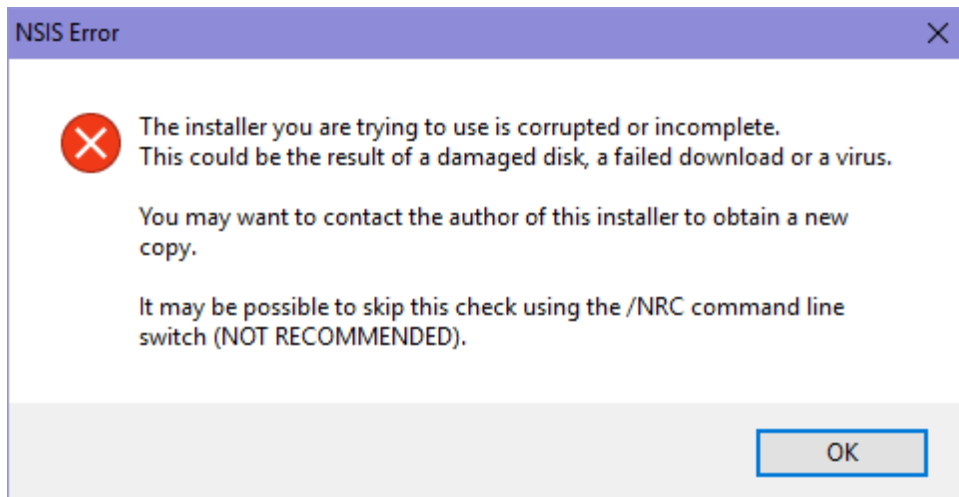 NSIS Error
The installer you are trying to use is corrupted or incomplete.
This could be the result of a damaged disk, a failed download or a virus.
You may want to contact the author of this installer to obtain a new
copy.
It may be possible to skip this check using the /NRC command line
switch (NOT RECOMMENDED).
OK